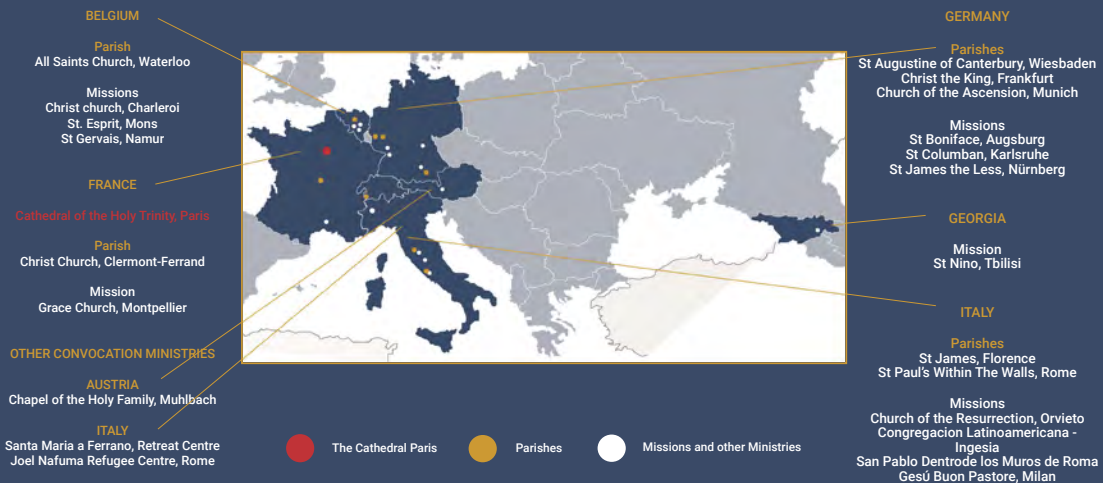 BELGIUM
Parish
All Saints Church, Waterloo
Missions
Christ church, Charleroi
St. Esprit, Mons
St Gervais, Namur
FRANCE
Cathedral of the Holy Trinity, Paris
Parish
Christ Church, Clermont-Ferrand
Mission
Grace Church, Montpellier
OTHER CONVOCATION MINISTRIES
AUSTRIA
Chapel of the Holy Family, Muhlbach
ITALY
Santa Maria a Ferrano, Retreat Centre
Joel Nafuma Refugee Centre, Rome
The Cathedral Paris
Parishes
Missions and other Ministries
GERMANY
Parishes
St Augustine of Canterbury, Wiesbaden
Christ the King, Frankfurt
Church of the Ascension, Munich
Missions
St Boniface, Augsburg
St Columban, Karlsruhe
St James the Less, Nürnberg
GEORGIA
Mission
St Nino, Tbilisi
ITALY
Parishes
St James, Florence
St Paul's Within The Walls, Rome
Missions
Church of the Resurrection, Orvieto
Congregacion Latinoamericana -
Ingesia
San Pablo Dentrode los Muros de Roma
Gesú Buon Pastore, Milan